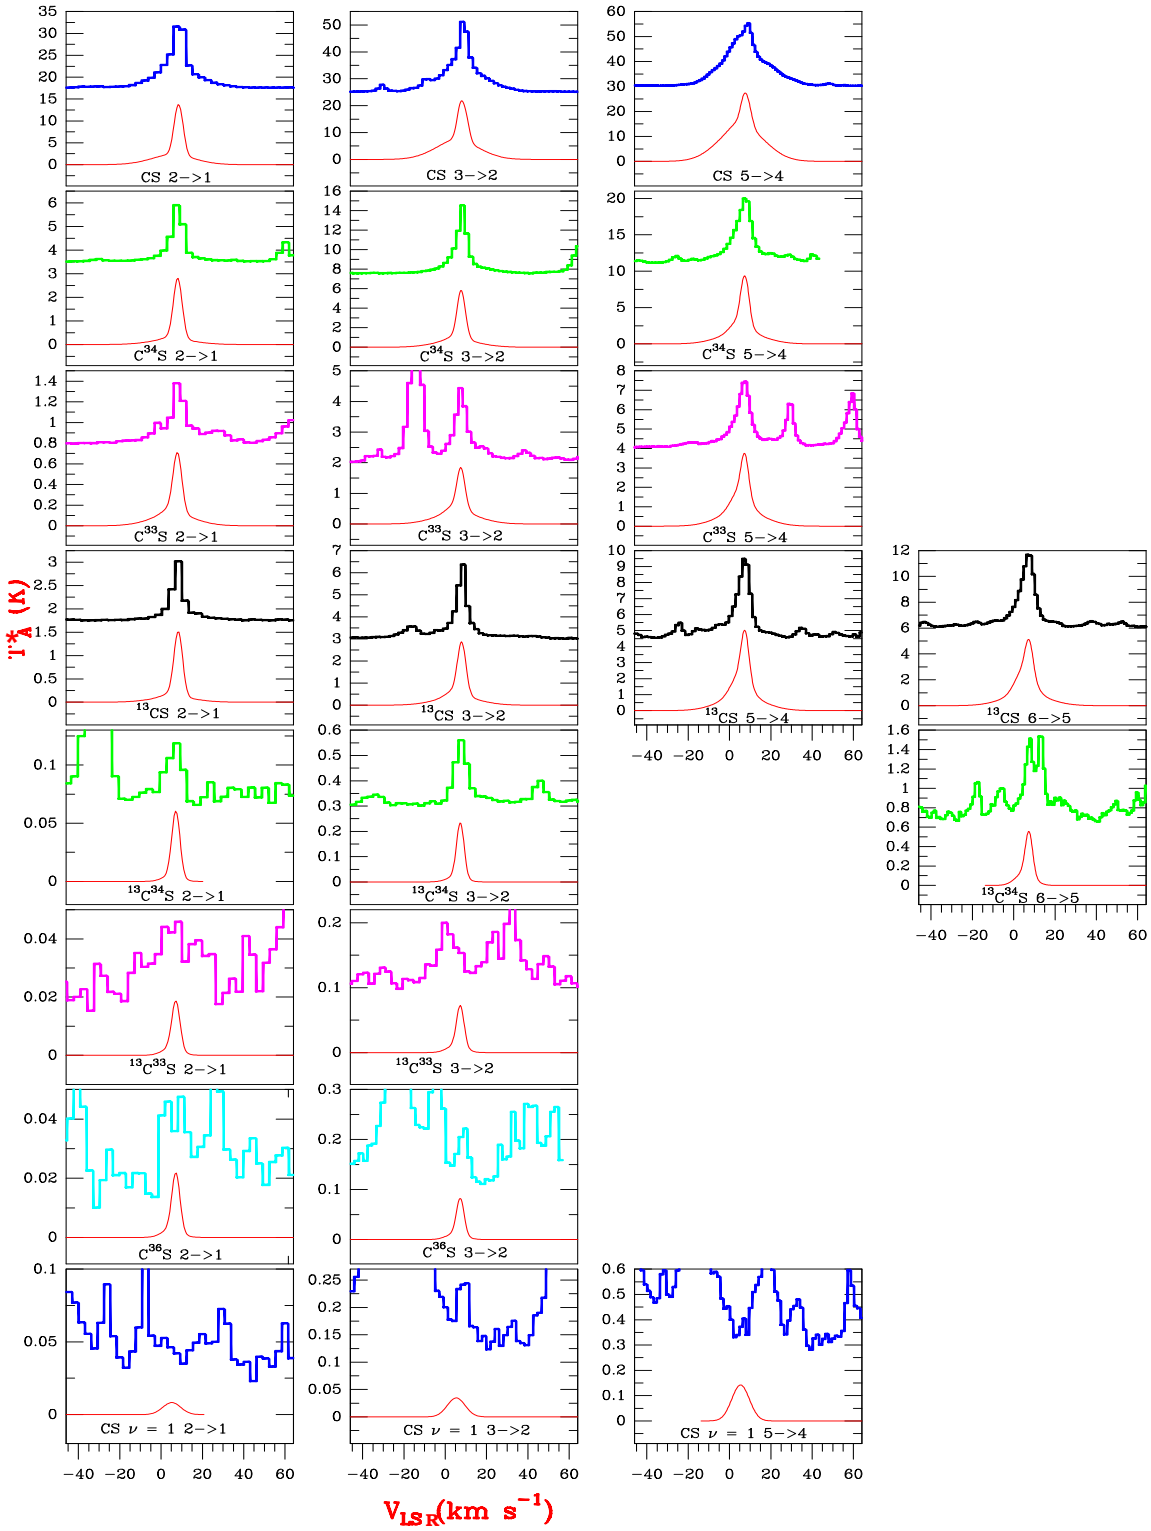 35 30 25 20 15 10 5 0 CS 2->1
50 40 30 20 10 0 CS 3->2
60 50 40 30 20 10 0 CS 5->4
6 5 4 3 2 1 0 C³⁴S 2->1
16 14 12 10 8 6 4 2 0 C³⁴S 3->2
20 15 10 5 0 C³⁴S 5->4
1.4 1.2 1 0.8 0.6 0.4 0.2 0 C³³S 2->1
5 4 3 2 1 0 C³³S 3->2
8 7 6 5 4 3 2 1 0 C³³S 5->4
T*A (K)
3 2.5 2 1.5 1 0.5 0 ¹³CS 2->1
7 6 5 4 3 2 1 0 ¹³CS 3->2
10 9 8 7 6 5 4 3 2 1 0 ¹³CS 5->4
−40 −20 0 20 40 60
12 10 8 6 4 2 0 ¹³CS 6->5
0.1 0.05 0 ¹³C³⁴S 2->1
0.6 0.5 0.4 0.3 0.2 0.1 0 ¹³C³⁴S 3->2
1.6 1.4 1.2 1 0.8 0.6 0.4 0.2 0 ¹³C³⁴S 6->5
−40 −20 0 20 40 60
0.04 0.02 0 ¹³C³³S 2->1
0.2 0.1 0 ¹³C³³S 3->2
0.04 0.02 0 C³⁶S 2->1
0.3 0.2 0.1 0 C³⁶S 3->2
0.1 0.05 0 CS ν = 1 2->1
0.25 0.2 0.15 0.1 0.05 0 CS ν = 1 3->2
0.6 0.5 0.4 0.3 0.2 0.1 0 CS ν = 1 5->4
−40 −20 0 20 40 60
−40 −20 0 20 40 60
−40 −20 0 20 40 60
V_LSR(km s⁻¹)